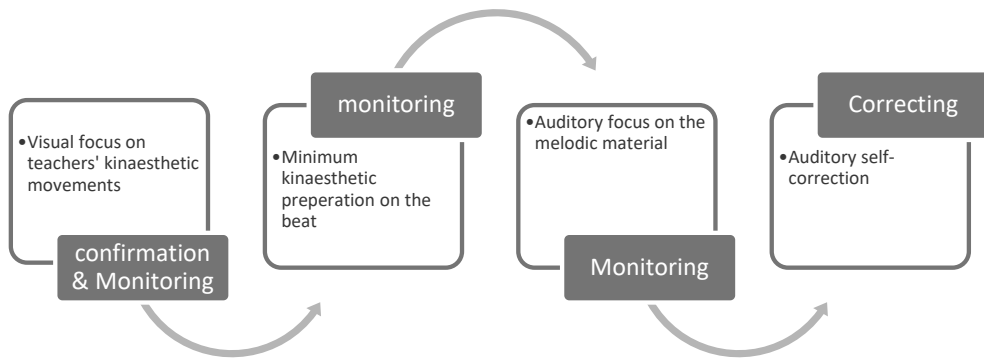 •Visual focus on
teachers' kinaesthetic
movements
confirmation
& Monitoring
monitoring
•Minimum
kinaesthetic
preperation on the
beat
•Auditory focus on the
melodic material
Monitoring
Correcting
•Auditory self-
correction